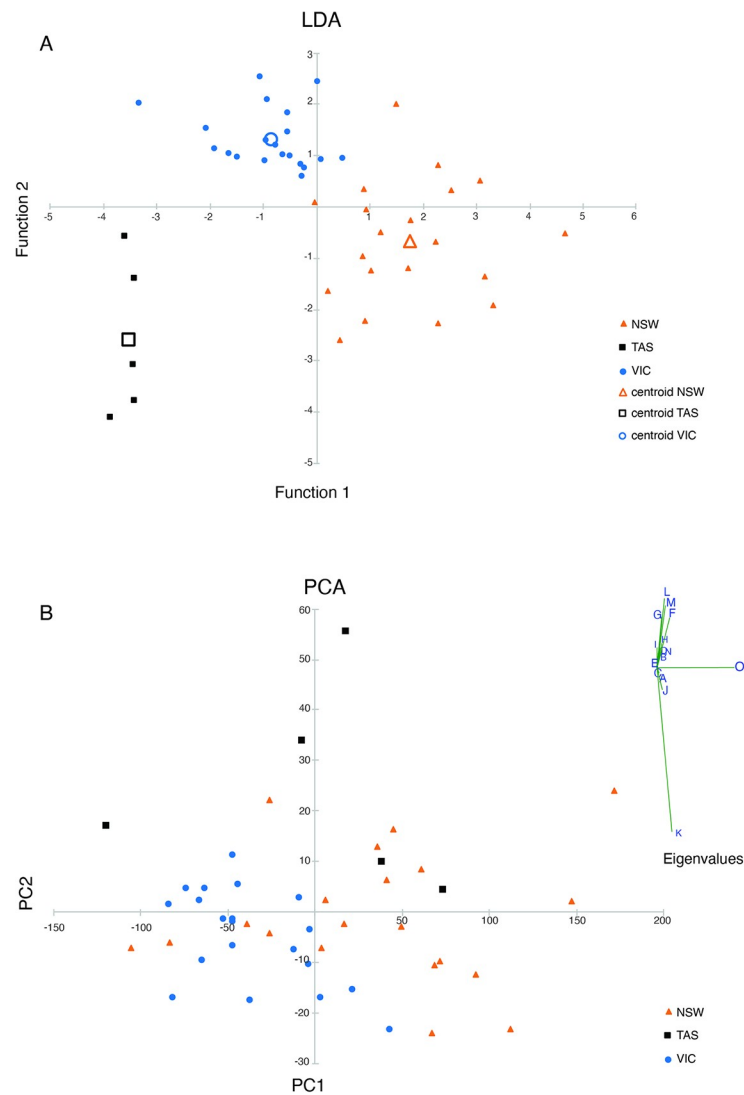 LDA
A
3
2
1
-5 -4 -3 -2 -1 1 2 3 4 5 6
-1
-2
-3
-4
-5
Function 2
Function 1
NSW
TAS
VIC
centroid NSW
centroid TAS
centroid VIC
PCA
B
60
50
40
30
20
10
-150 -100 -50 50 100 150 200
-10
-20
-30
PC2
PC1
L
M
G F
H
I
D N
B
E
O
C A
J
K
Eigenvalues
NSW
TAS
VIC